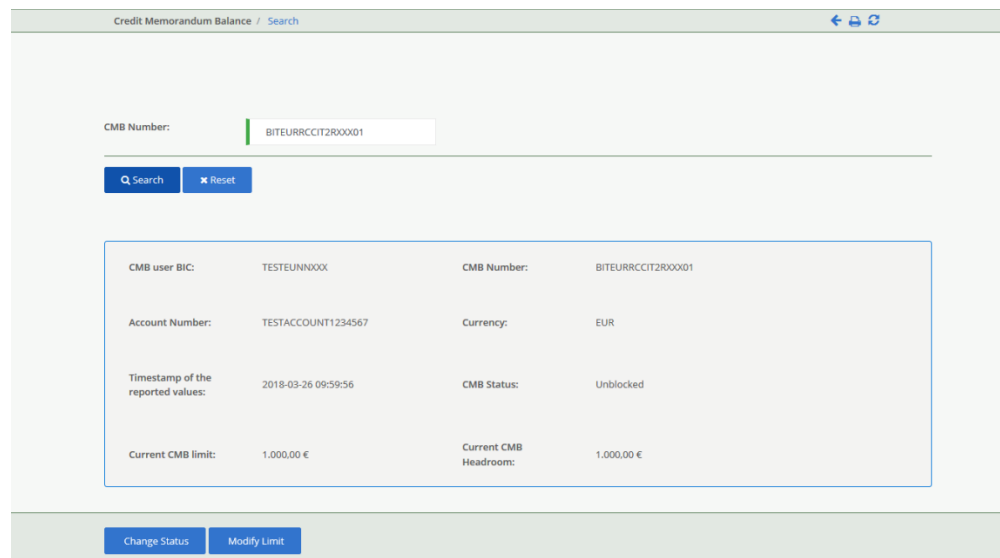 Credit Memorandum Balance / Search
CMB Number: BITEURRCCIT2RXXX01
Search Reset
CMB user BIC: TESTEUNNXXX CMB Number: BITEURRCCIT2RXXX01
Account Number: TESTACCOUNT1234567 Currency: EUR
Timestamp of the
reported values: 2018-03-26 09:59:56 CMB Status: Unblocked
Current CMB limit: 1.000,00 € Current CMB
Headroom: 1.000,00 €
Change Status Modify Limit